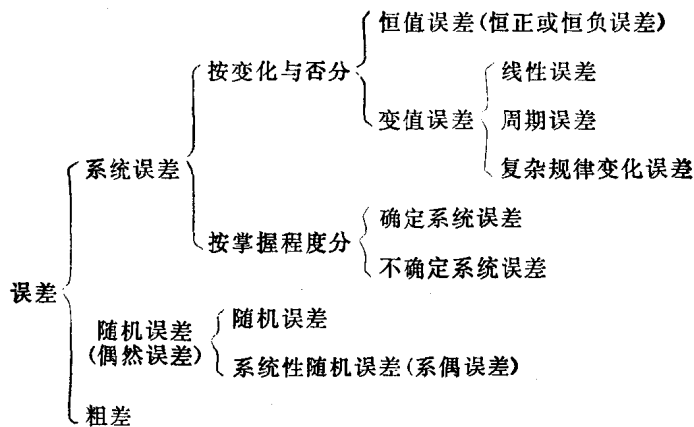 恒值误差(恒正或恒负误差)
按变化与否分
线性误差
变值误差
周期误差
复杂规律变化误差
系统误差
确定系统误差
按掌握程度分
不确定系统误差
误差
随机误差
(偶然误差)
随机误差
系统性随机误差(系偶误差)
粗差